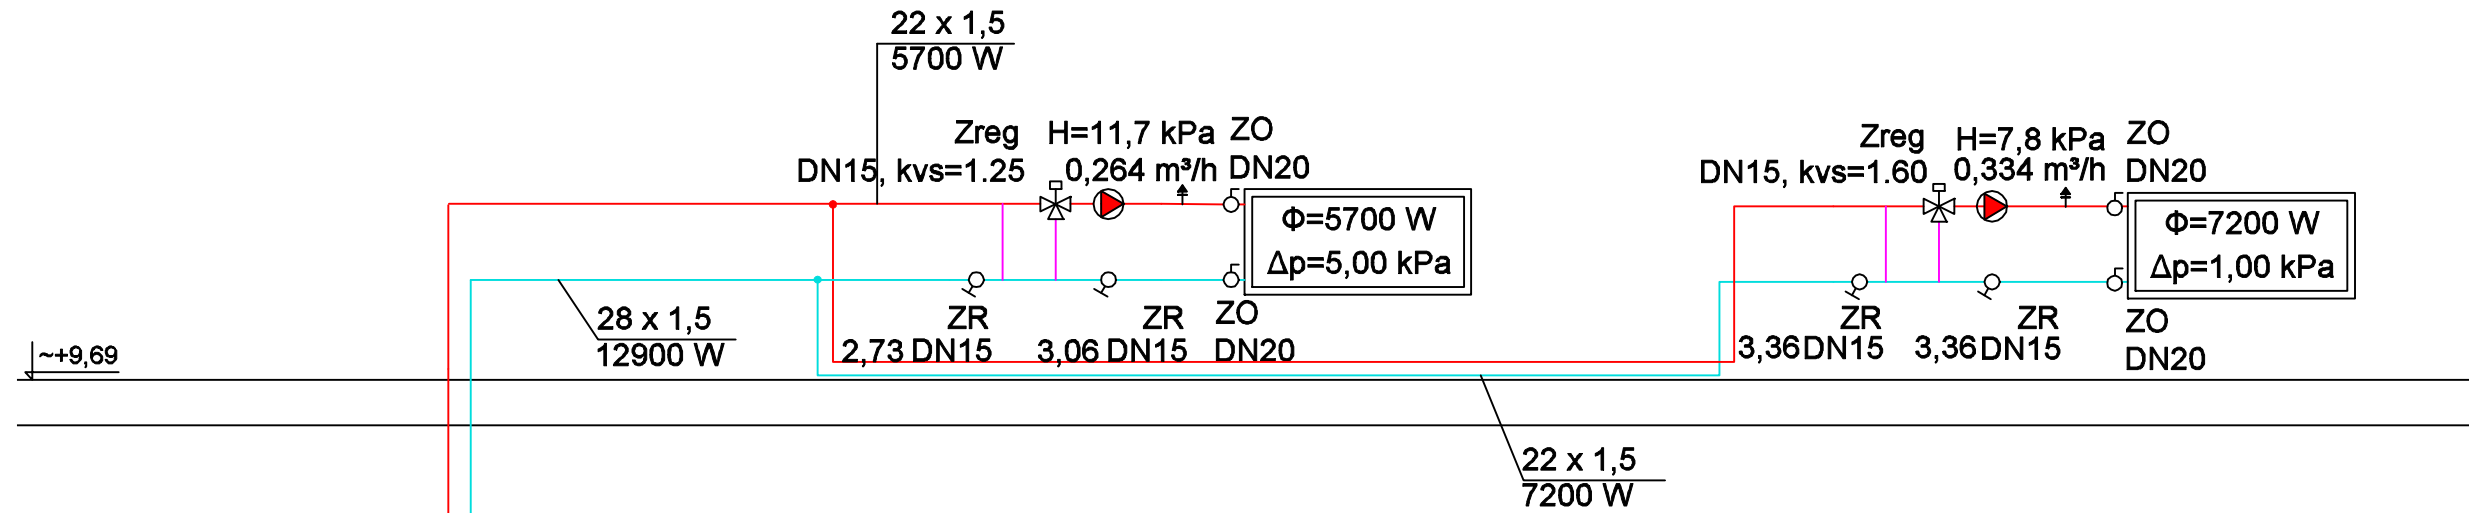 22 x 1,5
5700 W
Zreg
H=11,7 kPa
ZO
DN15, kvs=1.25
0,264 m³/h
DN20
Φ=5700 W
Δp=5,00 kPa
28 x 1,5
12900 W
ZR
2,73 DN15
ZR
3,06 DN15
ZO
DN20
~+9,69
Zreg
H=7,8 kPa
ZO
DN15, kvs=1.60
0,334 m³/h
DN20
Φ=7200 W
Δp=1,00 kPa
ZR
3,36 DN15
ZR
3,36 DN15
ZO
DN20
22 x 1,5
7200 W